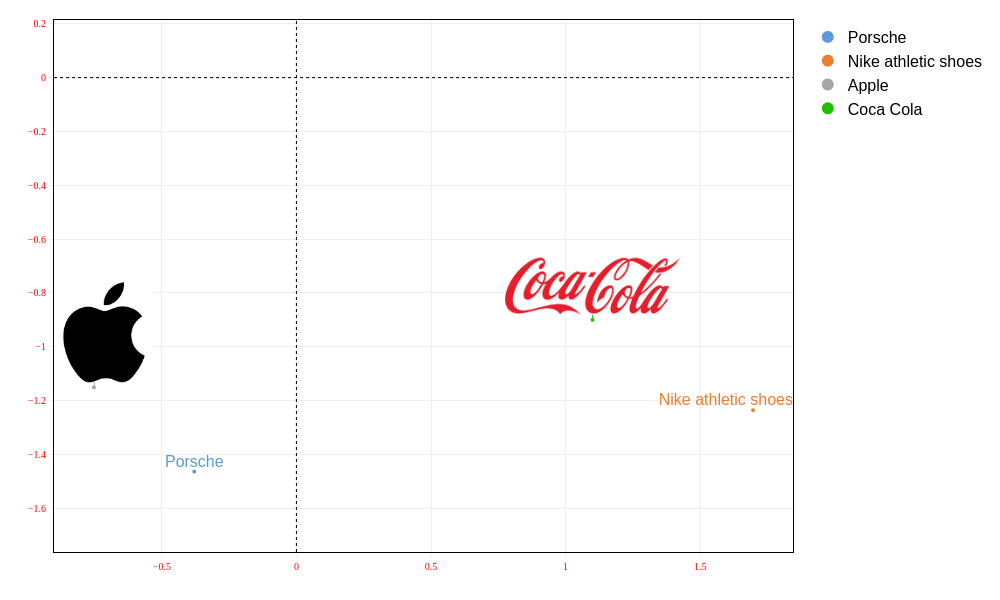 0.2
0
−0.2
−0.4
−0.6
−0.8
−1
−1.2
−1.4
−1.6
−0.5
0
0.5
1
1.5
Coca-Cola
Nike athletic shoes
Porsche
Porsche
Nike athletic shoes
Apple
Coca Cola